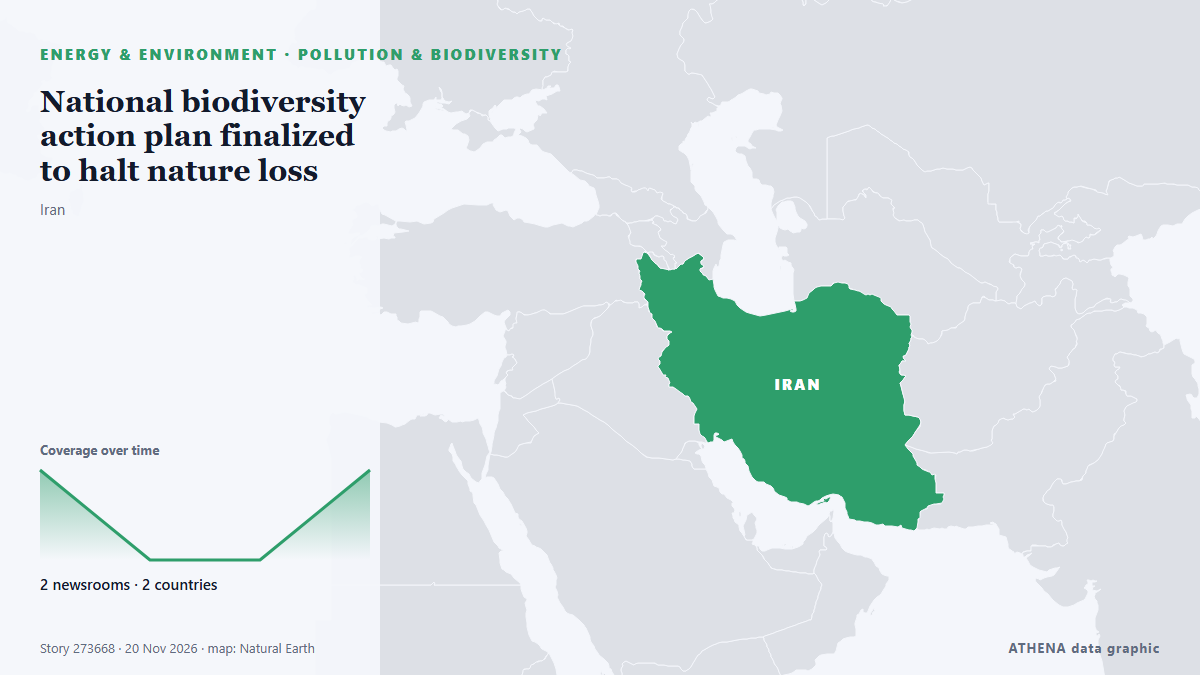 ENERGY & ENVIRONMENT · POLLUTION & BIODIVERSITY
National biodiversity
action plan finalized
to halt nature loss
Iran
IRAN
Coverage over time
2 newsrooms · 2 countries
Story 273668 · 20 Nov 2026 · map: Natural Earth
ATHENA data graphic